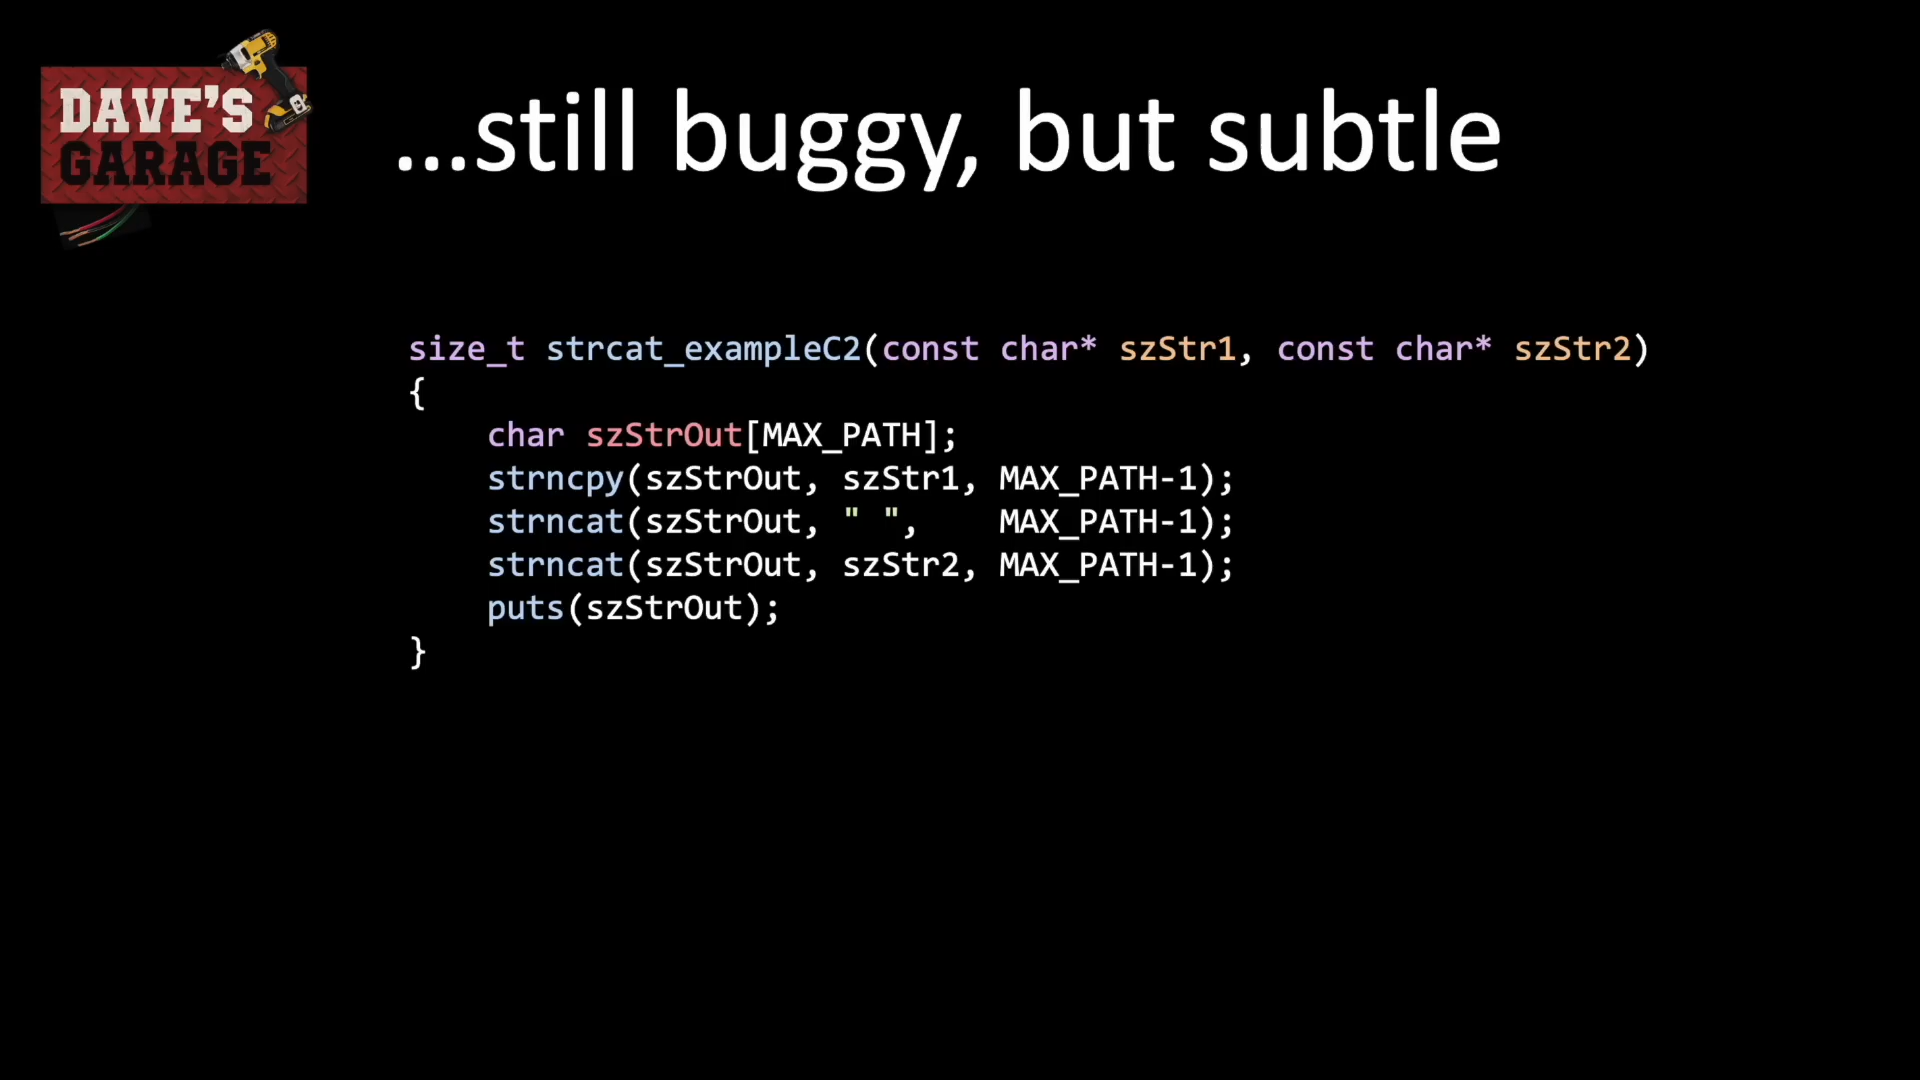 DAVE'S
GARAGE
...still buggy, but subtle
size_t strcat_exampleC2(const char* szStr1, const char* szStr2)
{
    char szStrOut[MAX_PATH];
    strncpy(szStrOut, szStr1, MAX_PATH-1);
    strncat(szStrOut, " ",    MAX_PATH-1);
    strncat(szStrOut, szStr2, MAX_PATH-1);
    puts(szStrOut);
}